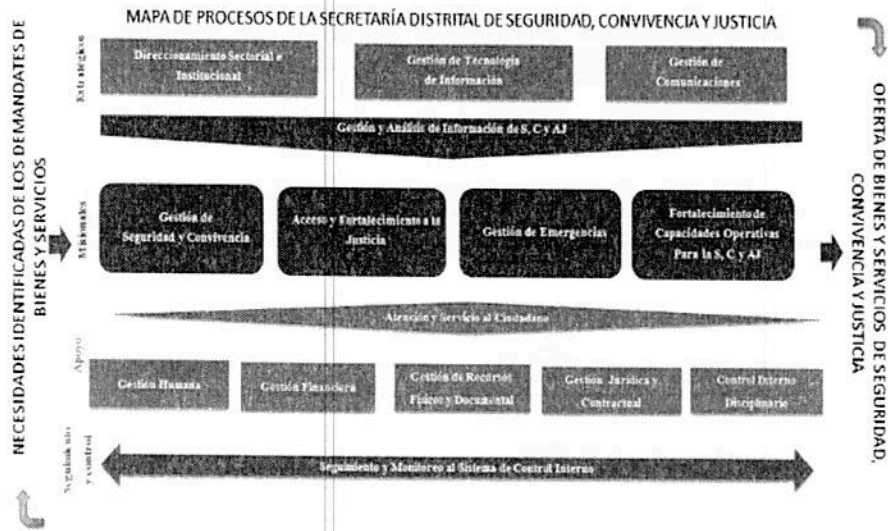 MAPA DE PROCESOS DE LA SECRETARÍA DISTRITAL DE SEGURIDAD, CONVIVENCIA Y JUSTICIA
NECESIDADES IDENTIFICADAS DE LOS DEMANDATES DE
BIENES Y SERVICIOS
Estratégicos
Direccionamiento Sectorial e
Institucional
Gestión de Tecnología
de Información
Gestión de
Comunicaciones
Gestión y Análisis de Información de S, C y AJ
Misionales
Gestión de
Seguridad y Convivencia
Acceso y Fortalecimiento a la
Justicia
Gestión de Emergencias
Fortalecimiento de
Capacidades Operativas
Para la S, C y AJ
Atención y Servicio al Ciudadano
Apoyo
Gestión Humana
Gestión Financiera
Gestión de Recursos
Físicos y Documental
Gestión Jurídica y
Contractual
Control Interno
Disciplinario
Seguimiento
y control
Seguimiento y Monitoreo al Sistema de Control Interno
OFERTA DE BIENES Y SERVICIOS DE SEGURIDAD,
CONVIVENCIA Y JUSTICIA